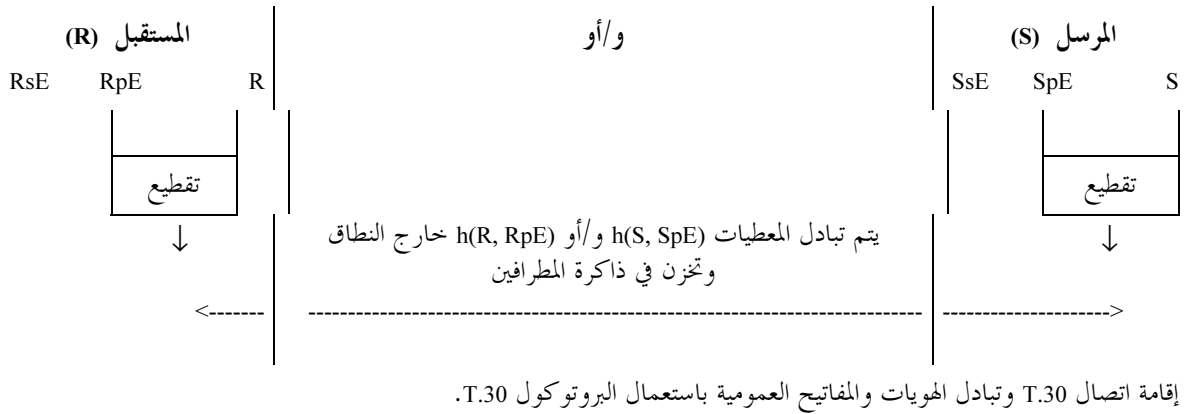 المرسل (S) و/أو المستقبل (R)
S SpE SsE R RpE RsE
تقطيع تقطيع
↓ يتم تبادل المعطيات h(S, SpE) و/أو h(R, RpE) خارج النطاق ↓
وتخزن في ذاكرة المطرافين
<------- ---------------------------------------------------------------------------- --------------------->
إقامة اتصال T.30 وتبادل الهويات والمفاتيح العمومية باستعمال البروتوكول T.30.